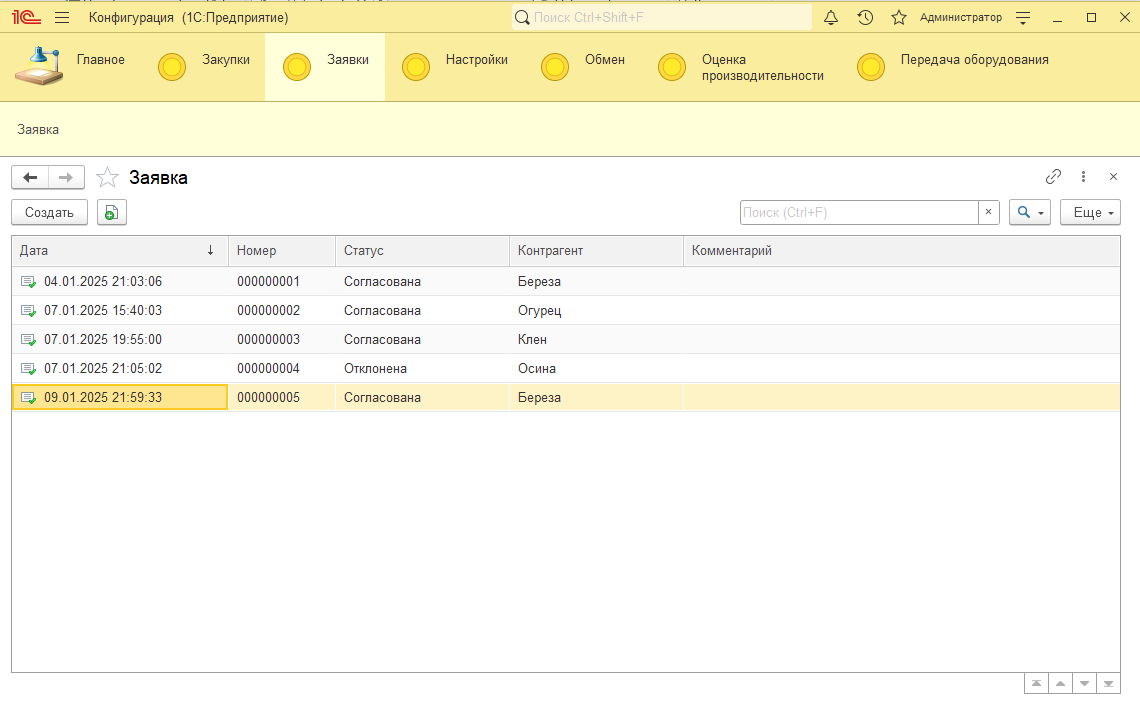 1С Конфигурация (1С:Предприятие) Поиск Ctrl+Shift+F Администратор
Главное Закупки Заявки Настройки Обмен Оценка производительности Передача оборудования
Заявка
Заявка
Создать Поиск (Ctrl+F) × Еще
Дата ↓ Номер Статус Контрагент Комментарий
04.01.2025 21:03:06 000000001 Согласована Береза
07.01.2025 15:40:03 000000002 Согласована Огурец
07.01.2025 19:55:00 000000003 Согласована Клен
07.01.2025 21:05:02 000000004 Отклонена Осина
09.01.2025 21:59:33 000000005 Согласована Береза